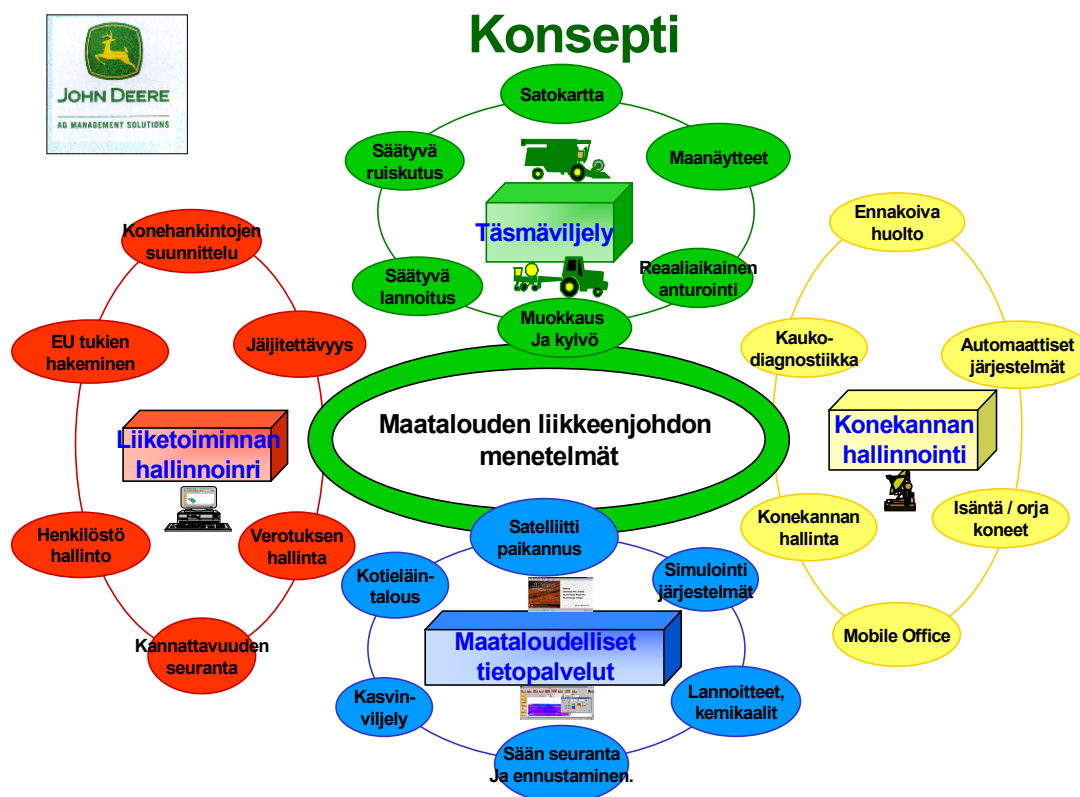 Konsepti
JOHN DEERE
AG MANAGEMENT SOLUTIONS
Satokartta
Säätyvä
ruiskutus
Maanäytteet
Täsmäviljely
Säätyvä
lannoitus
Reaaliaikainen
anturointi
Muokkaus
Ja kylvö
Konehankintojen
suunnittelu
EU tukien
hakeminen
Jäljitettävyys
Liiketoiminnan
hallinnoinri
Henkilöstö
hallinto
Verotuksen
hallinta
Kannattavuuden
seuranta
Maatalouden liikkeenjohdon
menetelmät
Ennakoiva
huolto
Kauko-
diagnostiikka
Automaattiset
järjestelmät
Konekannan
hallinnointi
Konekannan
hallinta
Isäntä / orja
koneet
Mobile Office
Satelliitti
paikannus
Kotieläin-
talous
Simulointi
järjestelmät
Maataloudelliset
tietopalvelut
Kasvin-
viljely
Lannoitteet,
kemikaalit
Sään seuranta
Ja ennustaminen.